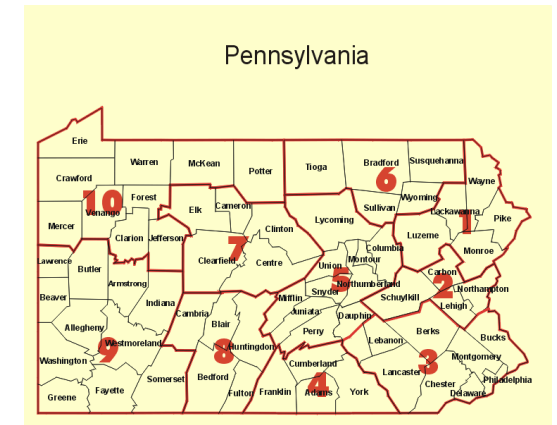 Pennsylvania
Erie
Warren
McKean
Potter
Tioga
Bradford
Susquehanna
Crawford
6
Wayne
Forest
10
Venango
Elk
Cameron
Sullivan
Wyoming
Lackawanna
1
Pike
Mercer
Clarion
Jefferson
Clinton
Lycoming
Luzerne
Monroe
7
Columbia
Lawrence
Butler
Clearfield
Centre
Union
Montour
Carbon
5
2
Armstrong
Northumberland
Northampton
Beaver
Snyder
Mifflin
Schuylkill
Lehigh
Indiana
Cambria
Juniata
Dauphin
Allegheny
Blair
Perry
Berks
Bucks
9
Westmoreland
8
Huntingdon
Lebanon
Montgomery
Washington
Cumberland
3
Lancaster
Somerset
Bedford
4
Chester
Philadelphia
Greene
Fayette
Fulton
Franklin
Adams
York
Delaware